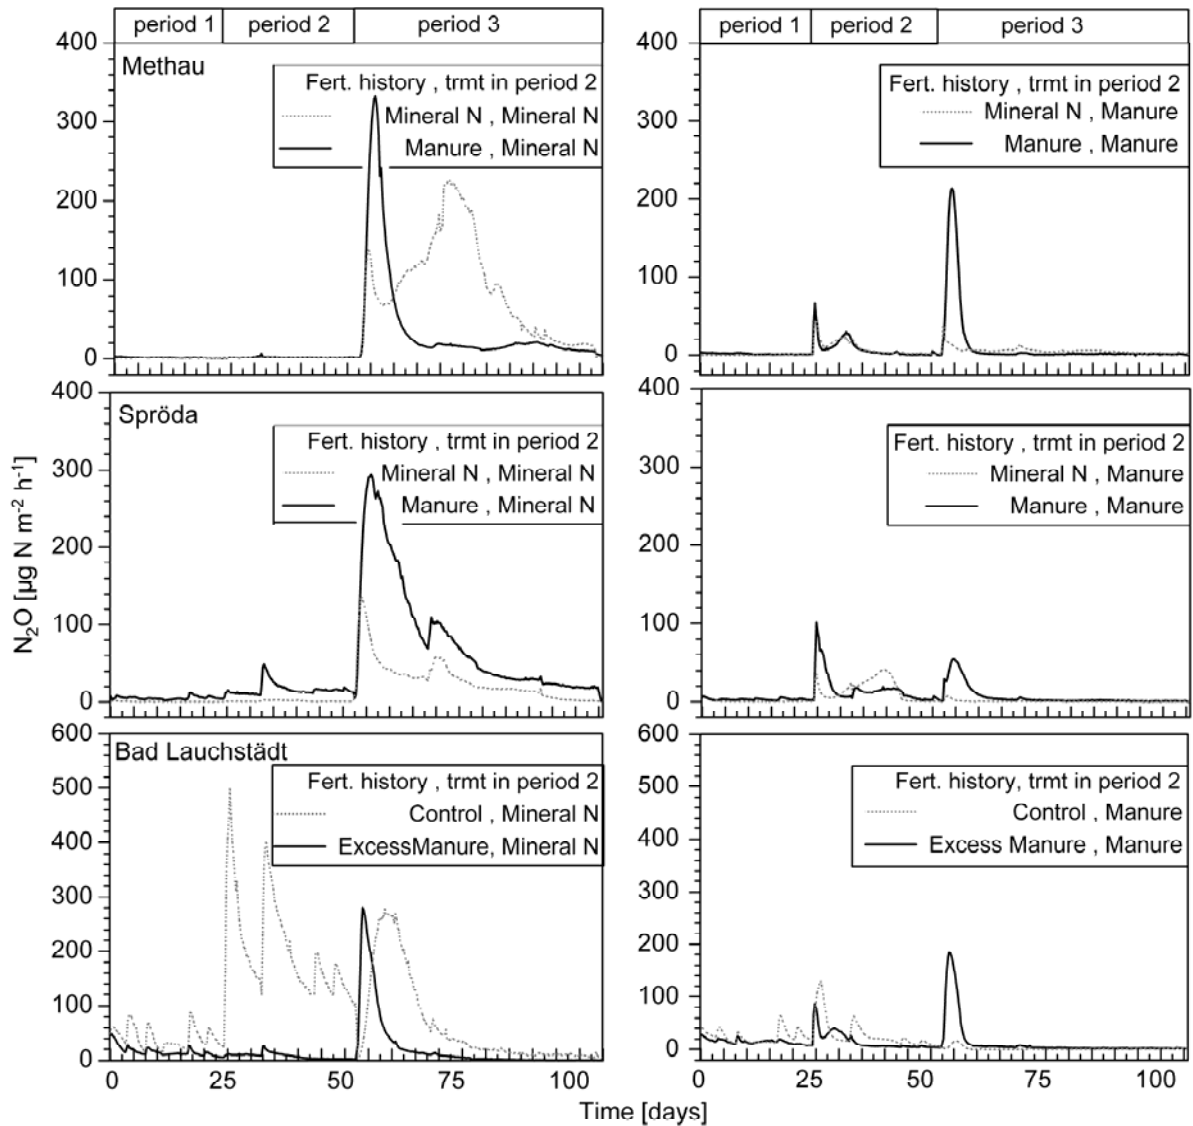 period 1 period 2 period 3
period 1 period 2 period 3
400
300
200
100
0
Methau
Fert. history , trmt in period 2
Mineral N , Mineral N
Manure , Mineral N
400
300
200
100
0
Fert. history , trmt in period 2
Mineral N , Manure
Manure , Manure
400
300
200
100
0
Spröda
Fert. history , trmt in period 2
Mineral N , Mineral N
Manure , Mineral N
400
300
200
100
0
Fert. history , trmt in period 2
Mineral N , Manure
Manure , Manure
N₂O [µg N m⁻² h⁻¹]
600
500
400
300
200
100
0
Bad Lauchstädt
Fert. history , trmt in period 2
Control , Mineral N
ExcessManure, Mineral N
0 25 50 75 100
600
500
400
300
200
100
0
Fert. history, trmt in period 2
Control , Manure
Excess Manure , Manure
0 25 50 75 100
Time [days]